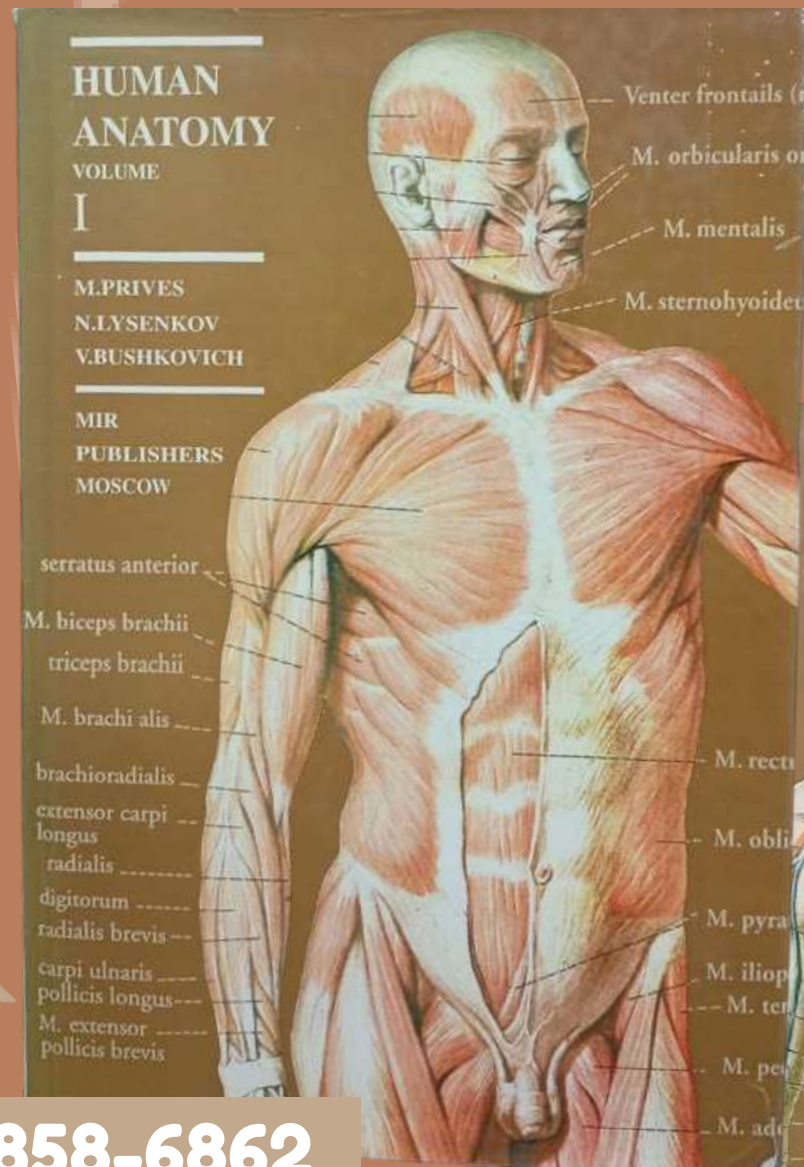 HUMAN
ANATOMY
VOLUME
I
M.PRIVES
N.LYSENKOV
V.BUSHKOVICH
MIR
PUBLISHERS
MOSCOW
serratus anterior
M. biceps brachii
triceps brachii
M. brachi alis
brachioradialis
extensor carpi
longus
radialis
digitorum
radialis brevis
carpi ulnaris
pollicis longus
M. extensor
pollicis brevis
Venter frontails
M. orbicularis
M. mentalis
M. sternohyoideu
M. rect
M. obli
M. pyra
M. iliop
M. ten
M. pe
M. ad
858-6862